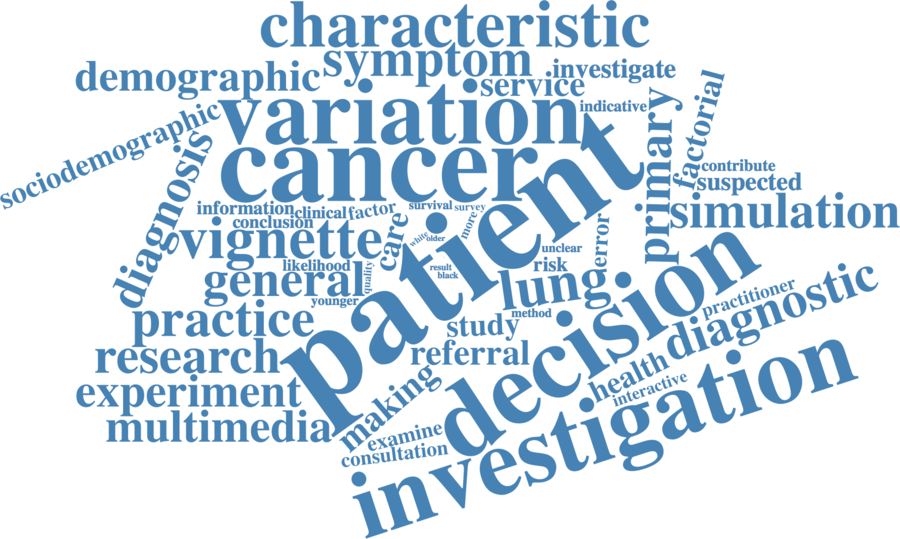 characteristic
symptom
demographic
investigate
service
indicative
variation
sociodemographic
factorial
primary
cancer
diagnosis
contribute
suspected
patient
simulation
information
clinical
factor
survival
survey
conclusion
more
care
white
older
vignette
error
unclear
decision
likelihood
general
quality
result
black
risk
lung
younger
method
practitioner
diagnostic
practice
study
referral
research
health
interactive
experiment
making
multimedia
examine
consultation
investigation